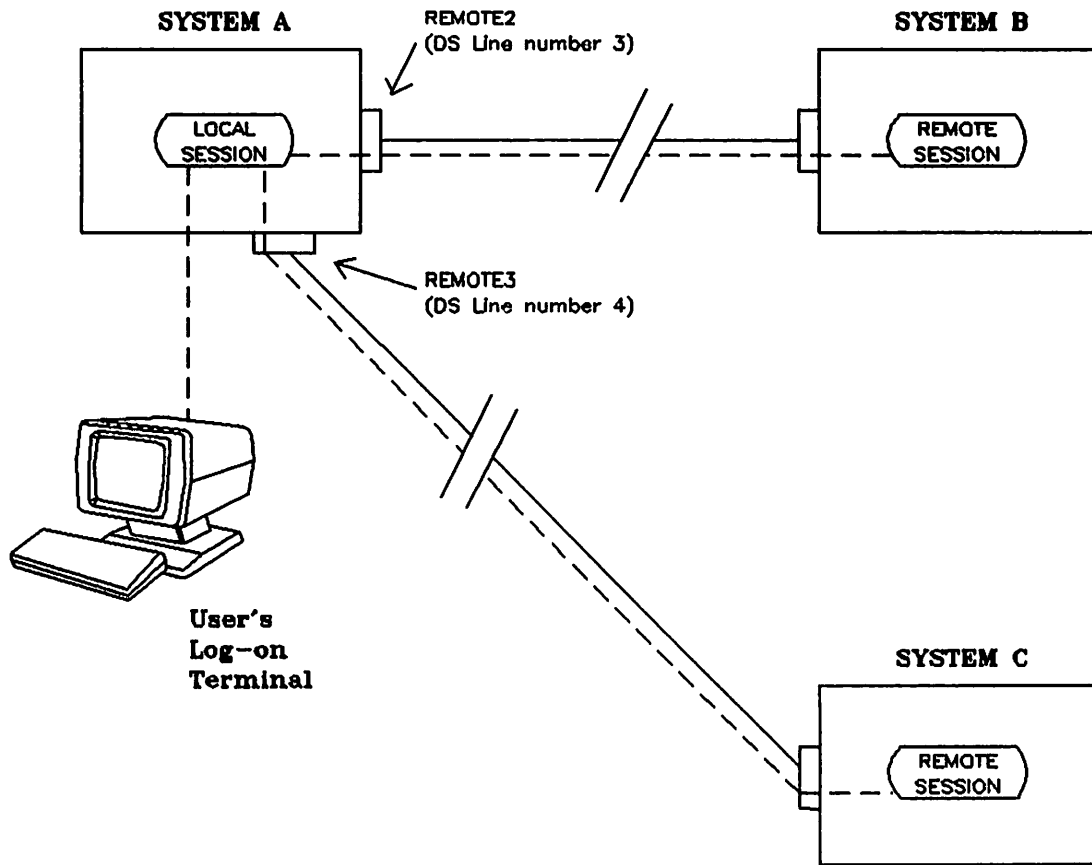 SYSTEM A
REMOTE2
(DS Line number 3)
SYSTEM B
LOCAL
SESSION
REMOTE
SESSION
REMOTE3
(DS Line number 4)
User's
Log-on
Terminal
SYSTEM C
REMOTE
SESSION